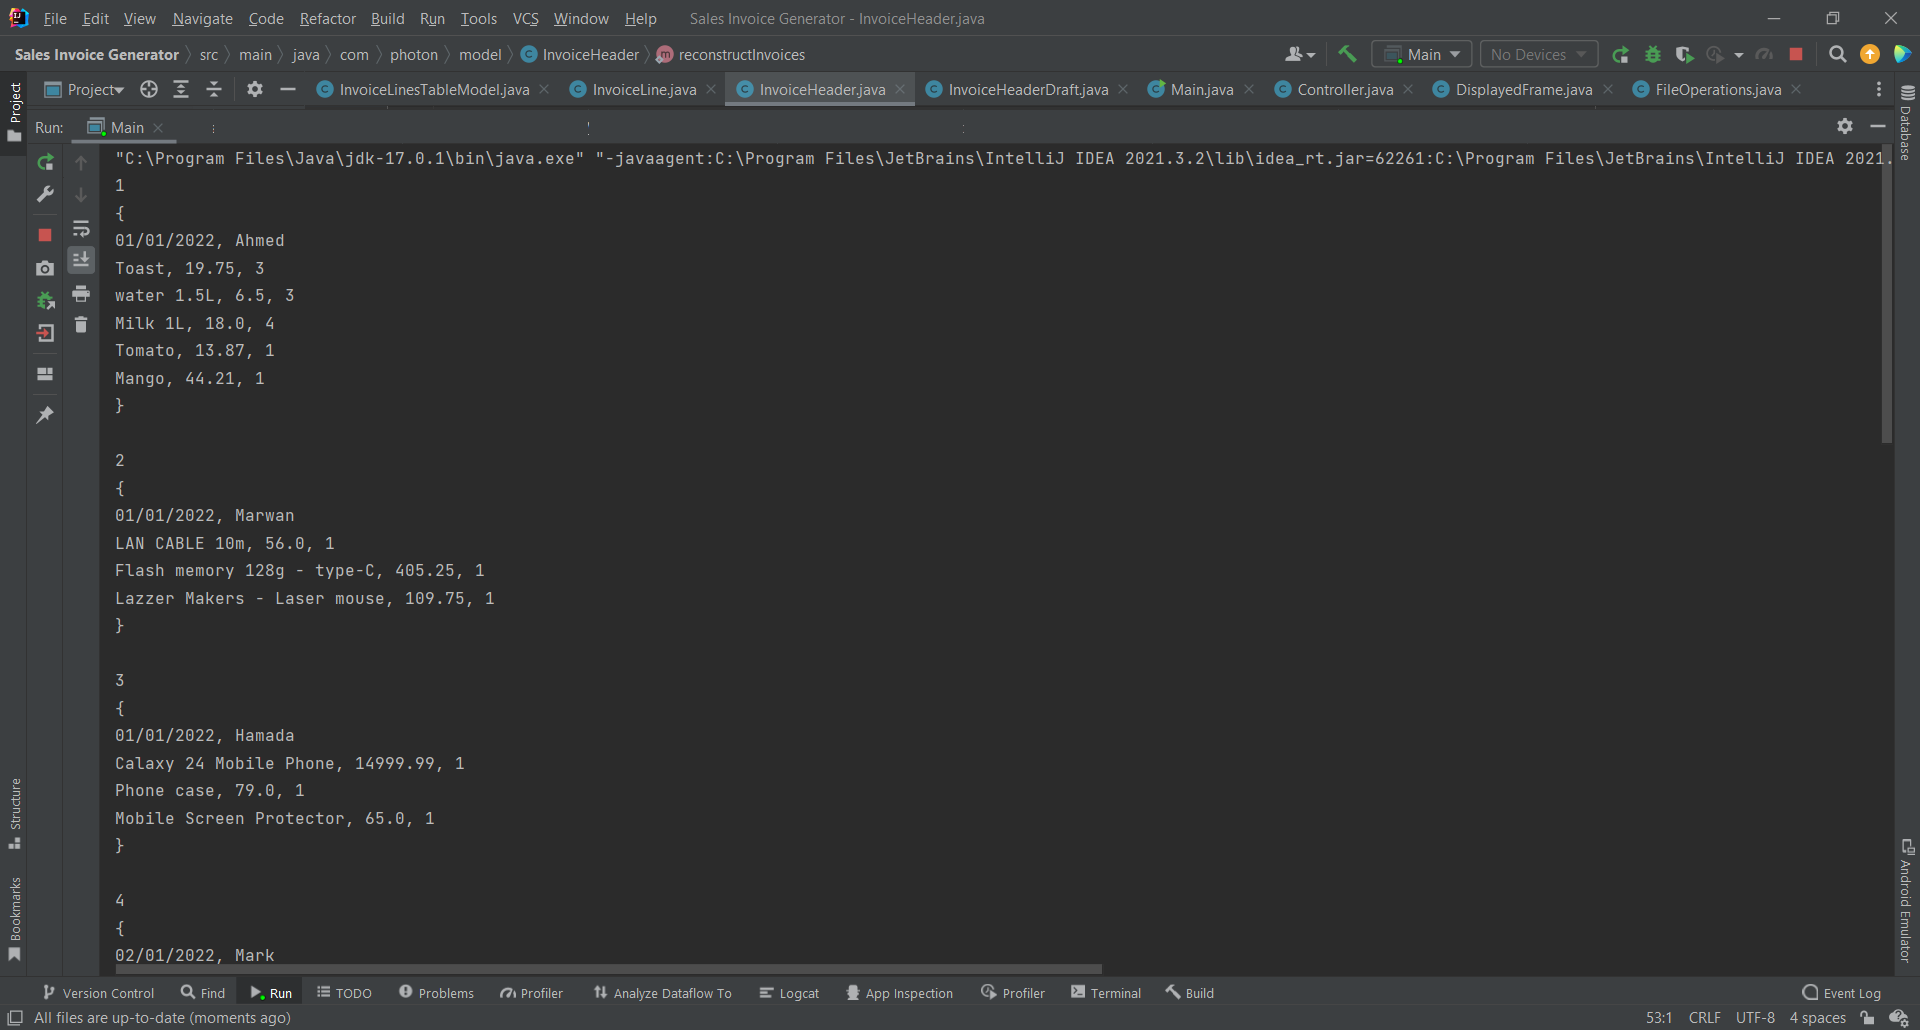 File Edit View Navigate Code Refactor Build Run Tools VCS Window Help Sales Invoice Generator - InvoiceHeader.java
Sales Invoice Generator src main java com photon model InvoiceHeader reconstructInvoices Main No Devices
Project InvoiceLinesTableModel.java InvoiceLine.java InvoiceHeader.java InvoiceHeaderDraft.java Main.java Controller.java DisplayedFrame.java FileOperations.java
Project
Database
Run: Main
"C:\Program Files\Java\jdk-17.0.1\bin\java.exe" "-javaagent:C:\Program Files\JetBrains\IntelliJ IDEA 2021.3.2\lib\idea_rt.jar=62261:C:\Program Files\JetBrains\IntelliJ IDEA 2021.
1
{
01/01/2022, Ahmed
Toast, 19.75, 3
water 1.5L, 6.5, 3
Milk 1L, 18.0, 4
Tomato, 13.87, 1
Mango, 44.21, 1
}
2
{
01/01/2022, Marwan
LAN CABLE 10m, 56.0, 1
Flash memory 128g - type-C, 405.25, 1
Lazzer Makers - Laser mouse, 109.75, 1
}
3
{
01/01/2022, Hamada
Calaxy 24 Mobile Phone, 14999.99, 1
Phone case, 79.0, 1
Mobile Screen Protector, 65.0, 1
}
4
{
02/01/2022, Mark
Structure
Bookmarks
Android Emulator
Version Control Find Run TODO Problems Profiler Analyze Dataflow To Logcat App Inspection Profiler Terminal Build Event Log
All files are up-to-date (moments ago) 53:1 CRLF UTF-8 4 spaces